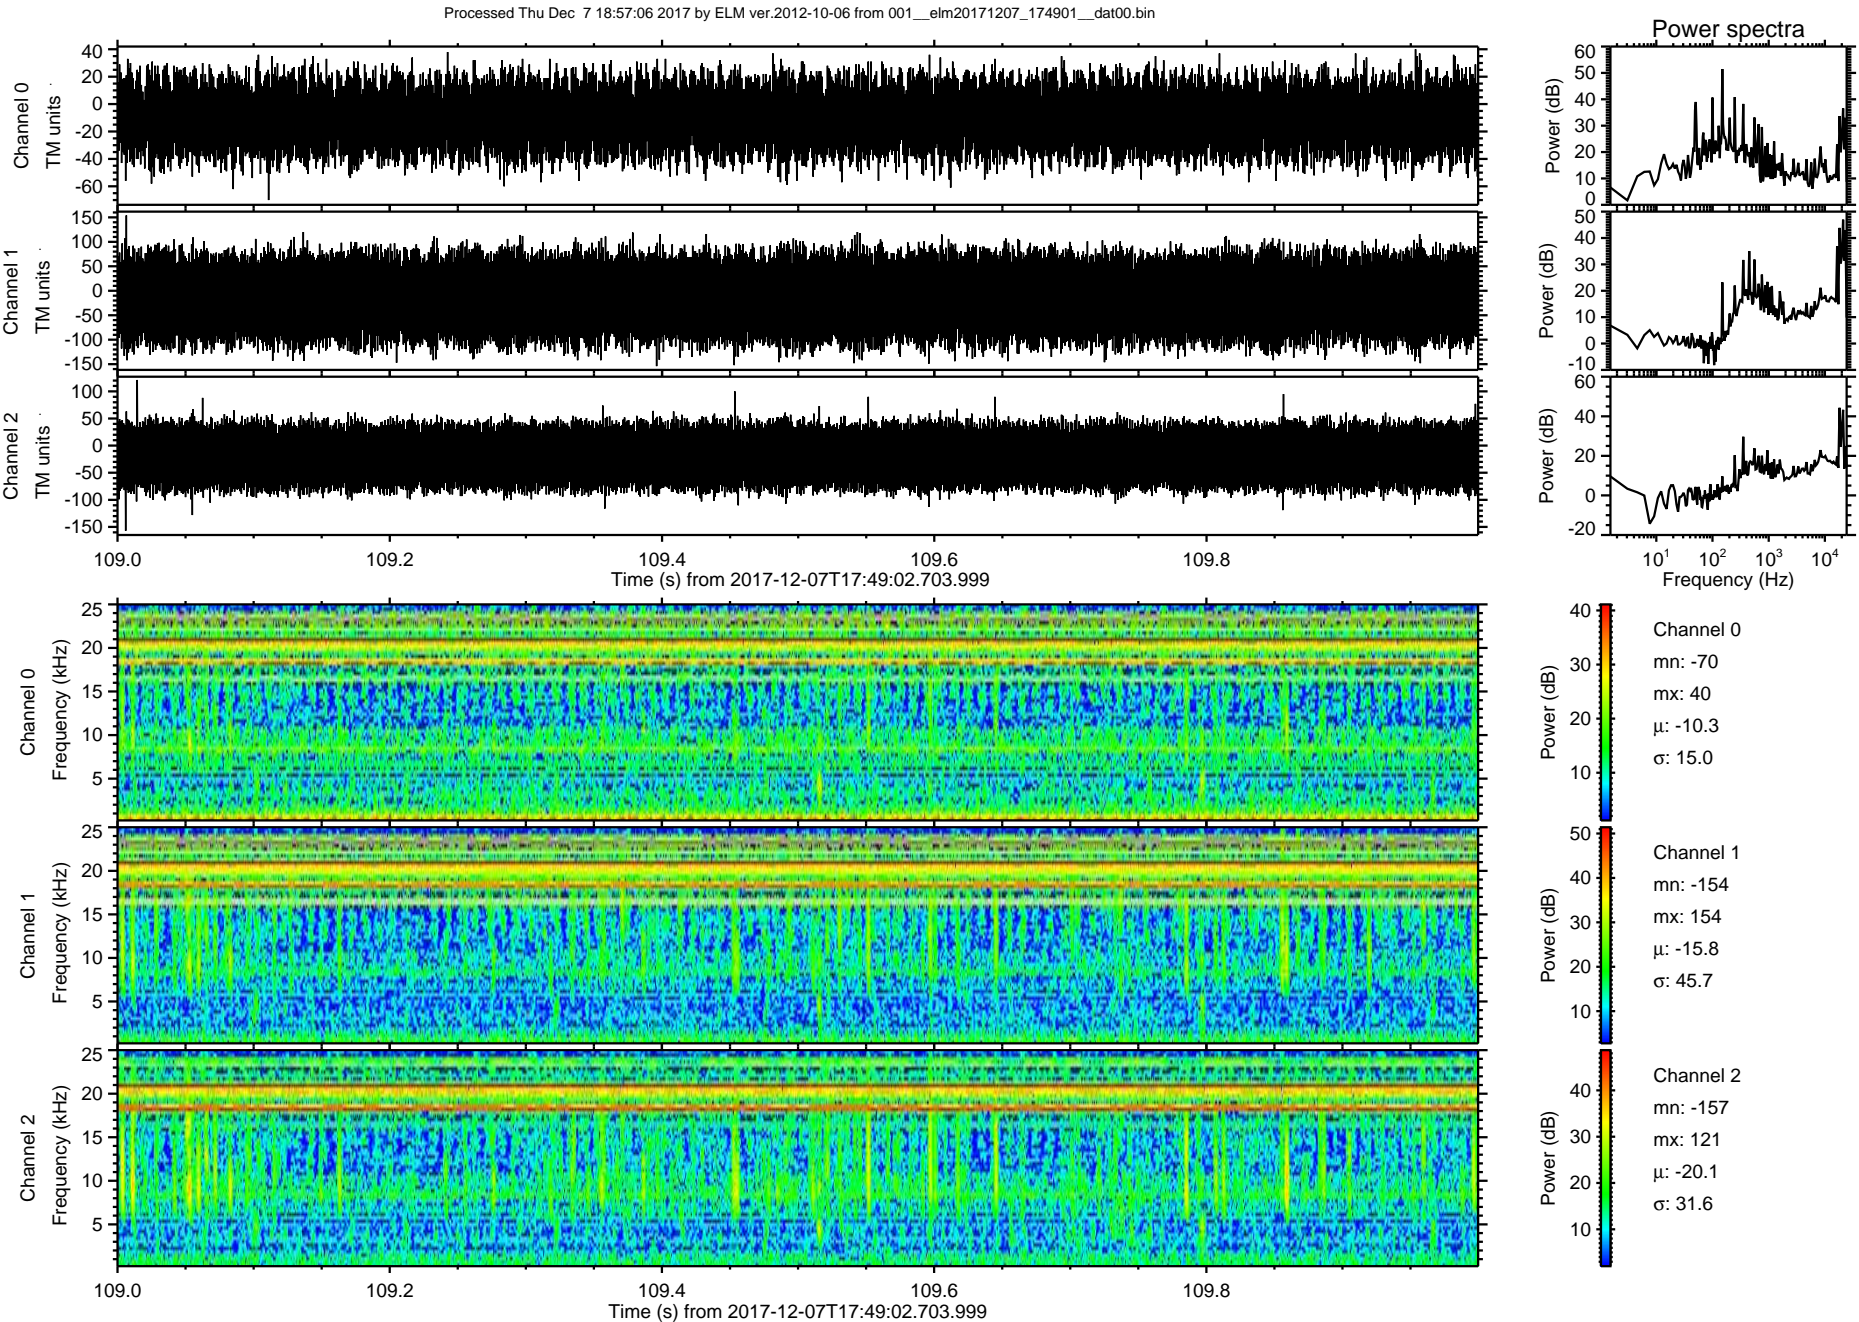 Processed Thu Dec  7 18:57:06 2017 by ELM ver.2012-10-06 from 001__elm20171207_174901__dat00.bin
Power spectra
Channel 0
TM units
40
20
0
-20
-40
-60
Power (dB)
60
50
40
30
20
10
0
Channel 1
TM units
150
100
50
0
-50
-100
-150
Power (dB)
50
40
30
20
10
0
-10
Channel 2
TM units
100
50
0
-50
-100
-150
Power (dB)
60
40
20
0
-20
109.0 109.2 109.4 109.6 109.8
Time (s) from 2017-12-07T17:49:02.703.999
10¹ 10² 10³ 10⁴
Frequency (Hz)
Channel 0
Frequency (kHz)
25
20
15
10
5
Power (dB)
40
30
20
10
Channel 0
mn: -70
mx: 40
µ: -10.3
σ: 15.0
Channel 1
Frequency (kHz)
25
20
15
10
5
Power (dB)
50
40
30
20
10
Channel 1
mn: -154
mx: 154
µ: -15.8
σ: 45.7
Channel 2
Frequency (kHz)
25
20
15
10
5
Power (dB)
40
30
20
10
Channel 2
mn: -157
mx: 121
µ: -20.1
σ: 31.6
109.0 109.2 109.4 109.6 109.8
Time (s) from 2017-12-07T17:49:02.703.999